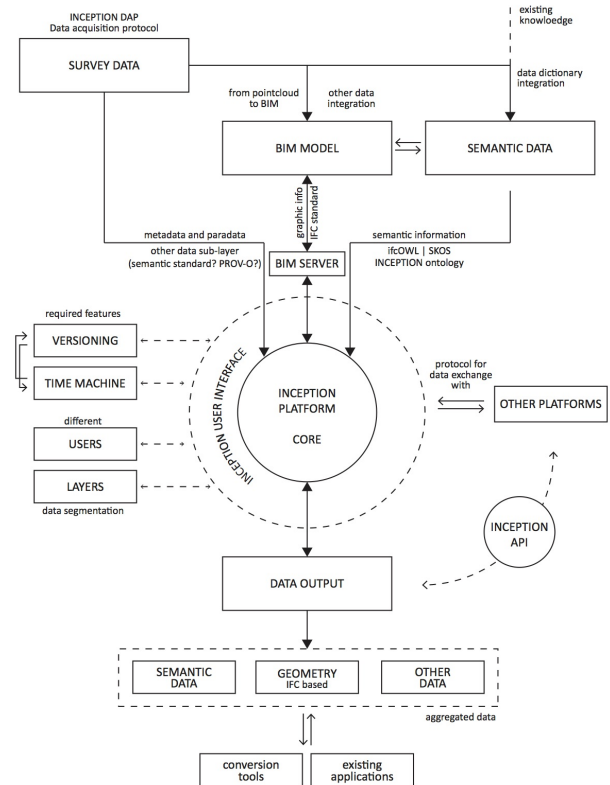 INCEPTION DAP
Data acquisition protocol
SURVEY DATA
existing
knowloedge
from pointcloud
to BIM
other data
integration
data dictionary
integration
BIM MODEL
SEMANTIC DATA
graphic info
IFC standard
metadata and paradata
other data sub-layer
(semantic standard? PROV-O?)
semantic information
ifcOWL | SKOS
INCEPTION ontology
BIM SERVER
required features
VERSIONING
TIME MACHINE
different
USERS
LAYERS
data segmentation
INCEPTION USER INTERFACE
INCEPTION
PLATFORM
CORE
protocol for
data exchange
with
OTHER PLATFORMS
INCEPTION
API
DATA OUTPUT
SEMANTIC
DATA
GEOMETRY
IFC based
OTHER
DATA
aggregated data
conversion
tools
existing
applications